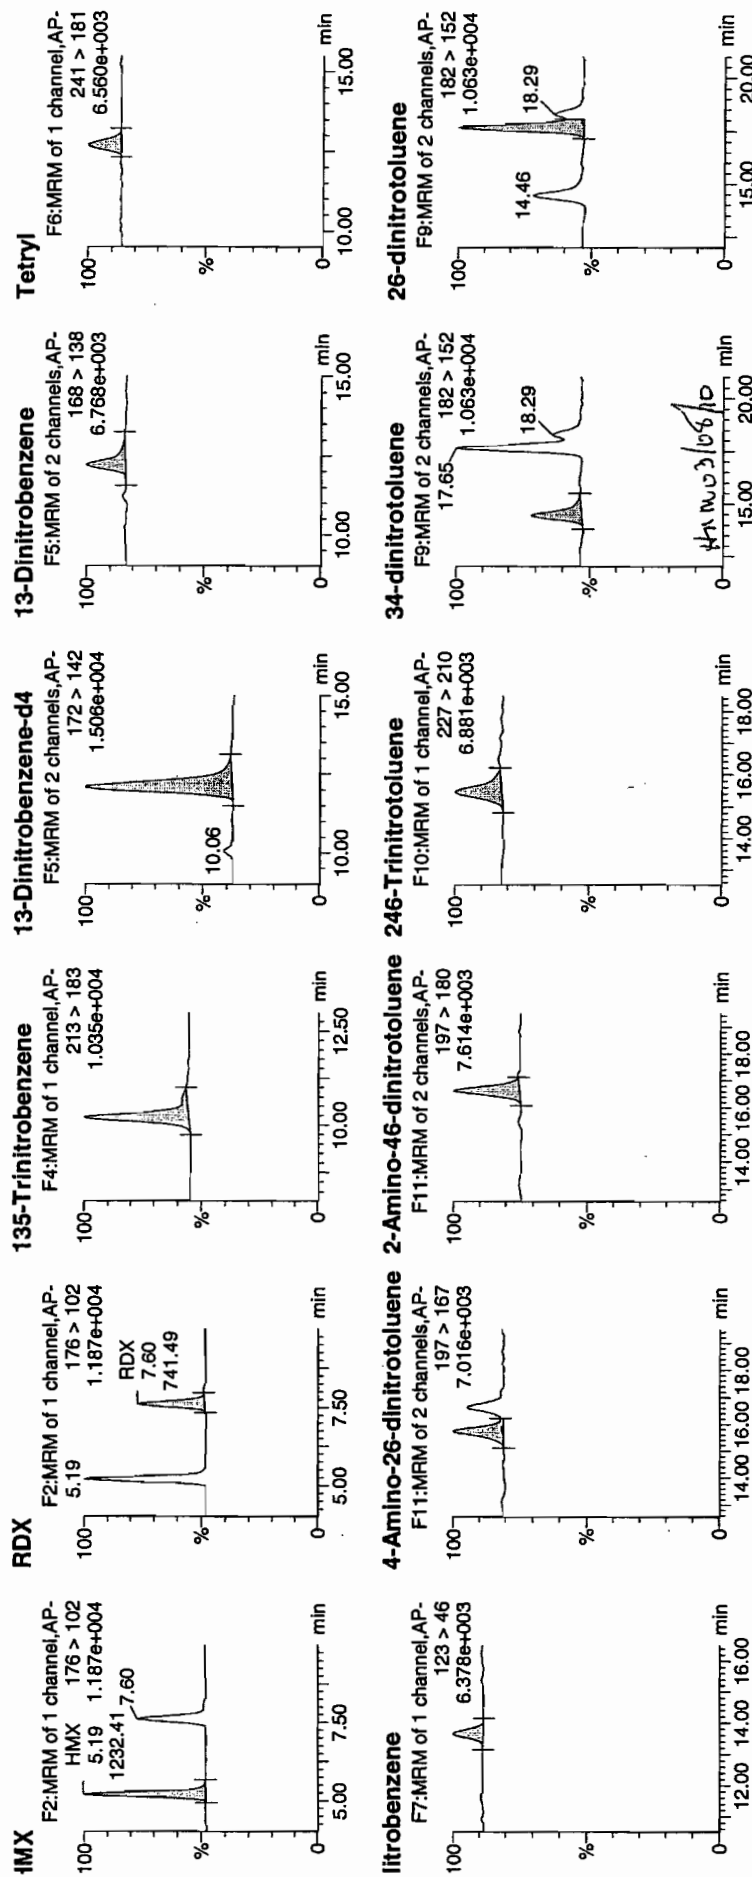 HMX
F2:MRM of 1 channel,AP-
HMX 176 > 102
5.19 1.187e+004
1232.41
7.60
100
%
0
5.00 7.50
min
RDX
F2:MRM of 1 channel,AP-
176 > 102
5.19 1.187e+004
RDX
7.60
741.49
100
%
0
5.00 7.50
min
135-Trinitrobenzene
F4:MRM of 1 channel,AP-
213 > 183
1.035e+004
100
%
0
10.00 12.50
min
13-Dinitrobenzene-d4
F5:MRM of 2 channels,AP-
172 > 142
1.506e+004
10.06
100
%
0
10.00 15.00
min
13-Dinitrobenzene
F5:MRM of 2 channels,AP-
168 > 138
6.768e+003
100
%
0
10.00 15.00
min
Tetryl
F6:MRM of 1 channel,AP-
241 > 181
6.560e+003
100
%
0
10.00 15.00
min
litrobenzene
F7:MRM of 1 channel,AP-
123 > 46
6.378e+003
100
%
0
12.00 14.00 16.00
min
4-Amino-26-dinitrotoluene
F11:MRM of 2 channels,AP-
197 > 167
7.016e+003
100
%
0
14.00 16.00 18.00
min
2-Amino-46-dinitrotoluene
F11:MRM of 2 channels,AP-
197 > 180
7.614e+003
100
%
0
14.00 16.00 18.00
min
246-Trinitrotoluene
F10:MRM of 1 channel,AP-
227 > 210
6.881e+003
100
%
0
14.00 16.00 18.00
min
34-dinitrotoluene
F9:MRM of 2 channels,AP-
182 > 152
17.65 1.063e+004
18.29
100
%
0
15.00 20.00
min
03/08/10
26-dinitrotoluene
F9:MRM of 2 channels,AP-
182 > 152
1.063e+004
14.46
18.29
100
%
0
15.00 20.00
min